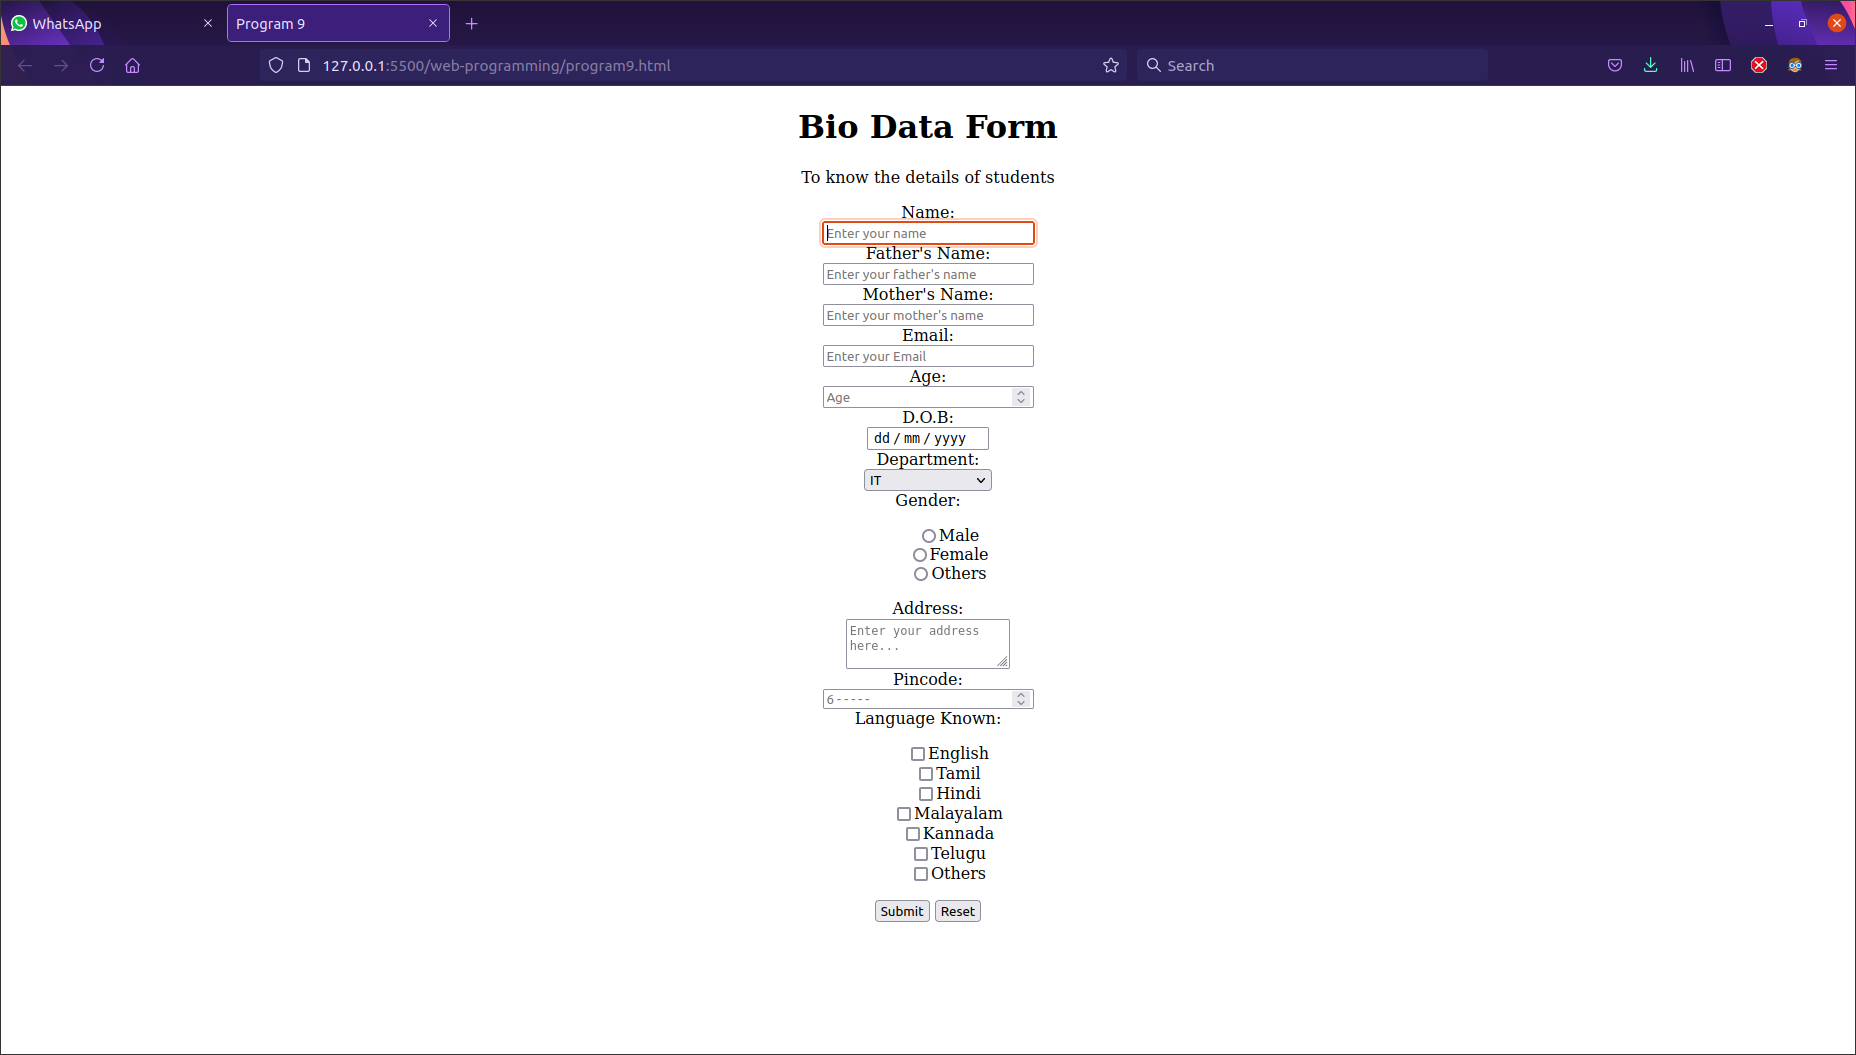 WhatsApp
Program 9
127.0.0.1:5500/web-programming/program9.html
Search
Bio Data Form
To know the details of students
Name:
Enter your name
Father's Name:
Enter your father's name
Mother's Name:
Enter your mother's name
Email:
Enter your Email
Age:
Age
D.O.B:
dd / mm / yyyy
Department:
IT
Gender:
Male
Female
Others
Address:
Enter your address
here...
Pincode:
6-----
Language Known:
English
Tamil
Hindi
Malayalam
Kannada
Telugu
Others
Submit Reset